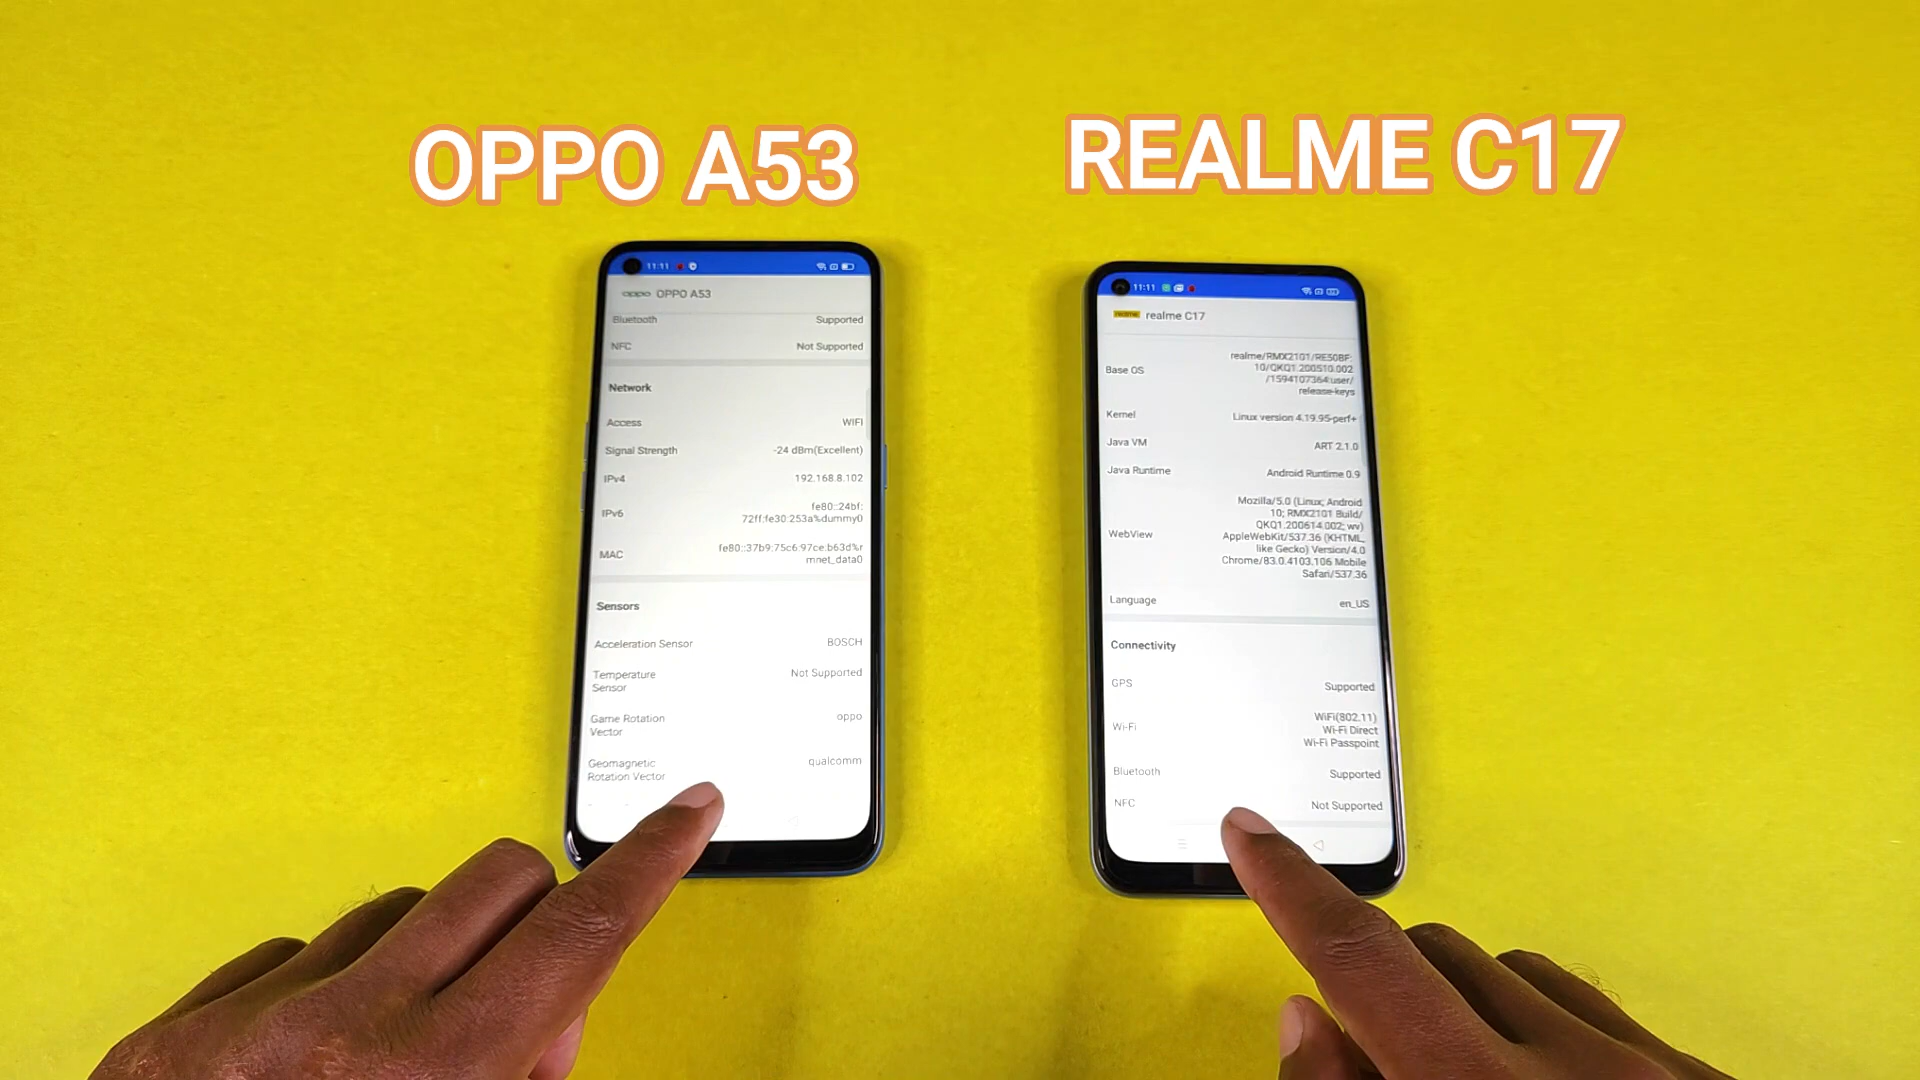 OPPO A53
REALME C17
11:11
oppo OPPO A53
Bluetooth Supported
NFC Not Supported
Network
Access WIFI
Signal Strength -24 dBm(Excellent)
IPv4 192.168.8.102
IPv6 fe80::24bf:
72ff:fe30:253a%dummy0
MAC fe80::37b9:75c6:97ce:b63d%r
mnet_data0
Sensors
Acceleration Sensor BOSCH
Temperature Not Supported
Sensor
Game Rotation oppo
Vector
Geomagnetic qualcomm
Rotation Vector
11:11
realme realme C17
realme/RMX2101/RE50BF:
Base OS 10/QKQ1.200510.002
/1594107364:user/
release-keys
Kernel Linux version 4.19.95-perf+
Java VM ART 2.1.0
Java Runtime Android Runtime 0.9
Mozilla/5.0 (Linux; Android
10; RMX2101 Build/
QKQ1.200614.002; wv)
WebView AppleWebKit/537.36 (KHTML,
like Gecko) Version/4.0
Chrome/83.0.4103.106 Mobile
Safari/537.36
Language en_US
Connectivity
GPS Supported
WiFi(802.11)
Wi-Fi Wi-Fi Direct
Wi-Fi Passpoint
Bluetooth Supported
NFC Not Supported